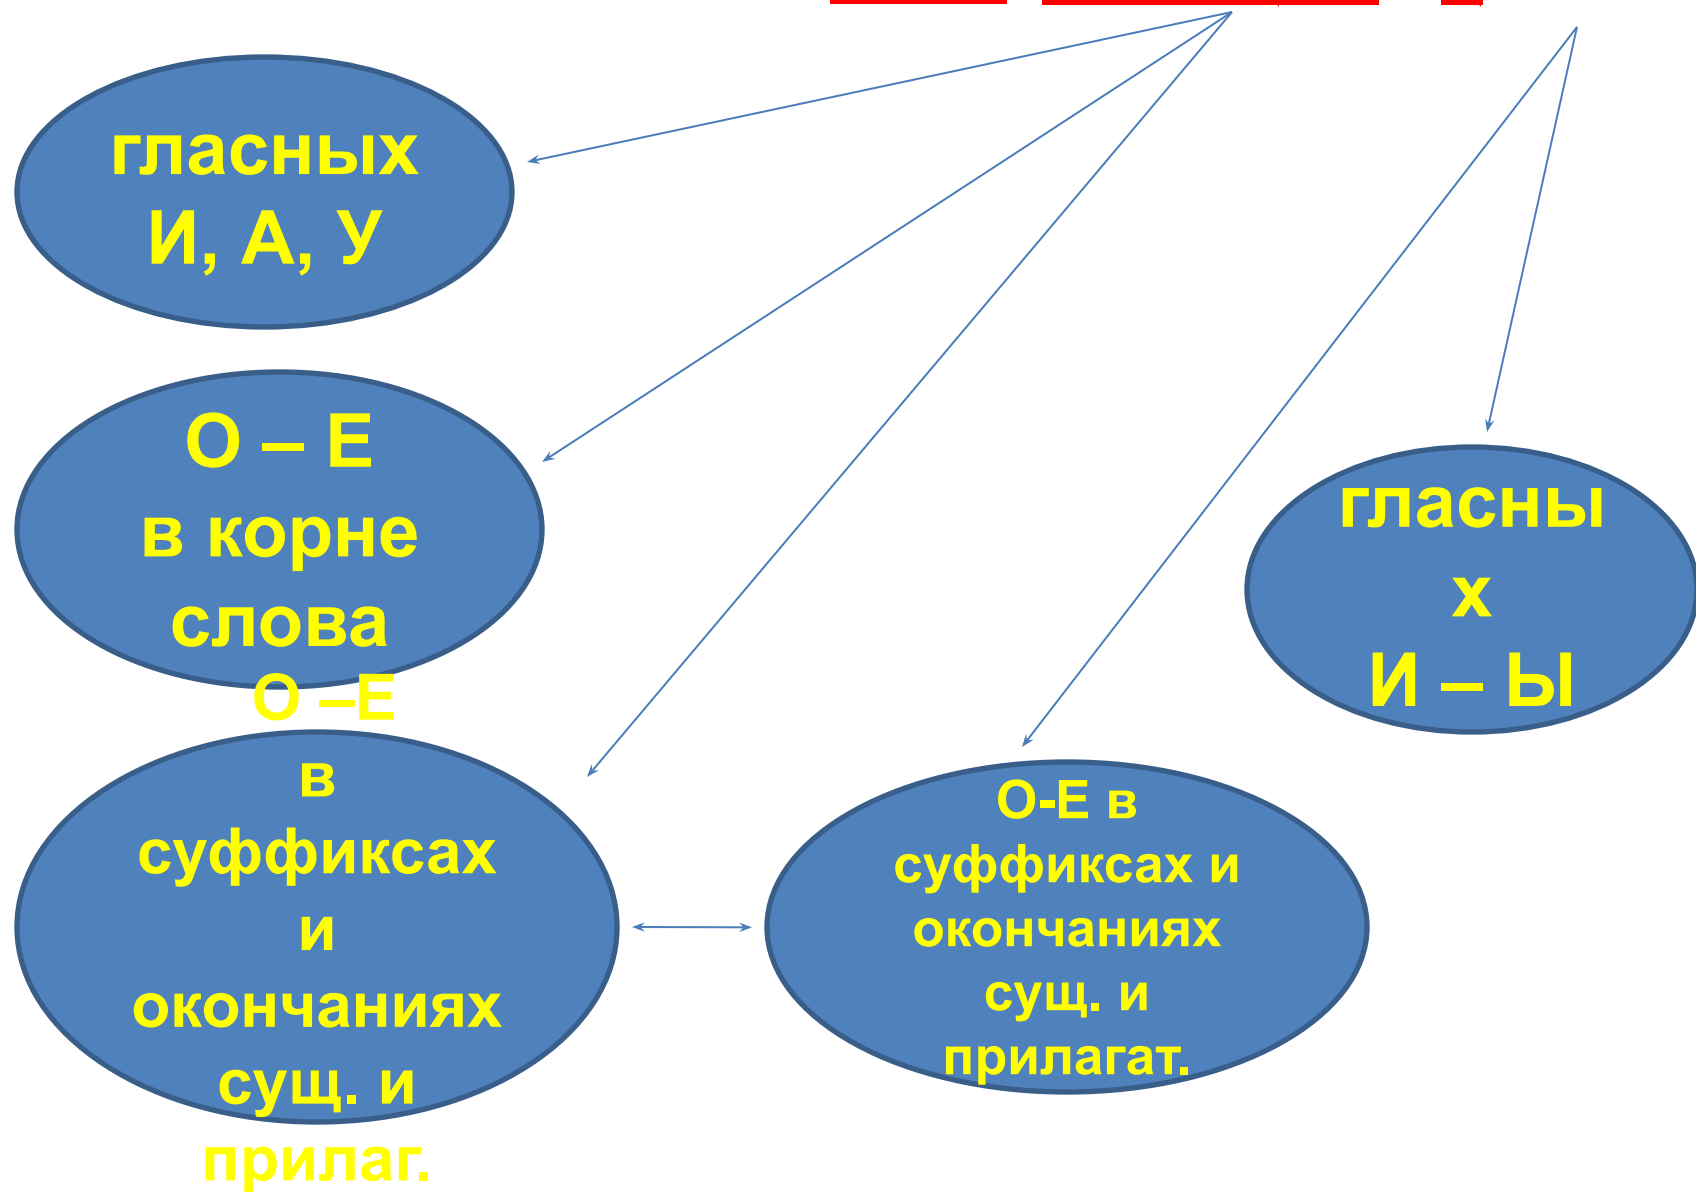 гласных
И, А, У
О – Е
в корне
слова
О –Е
в
суффиксах
и
окончаниях
сущ. и
прилаг.
О-Е в
суффиксах и
окончаниях
сущ. и
прилагат.
гласны
х
И – Ы